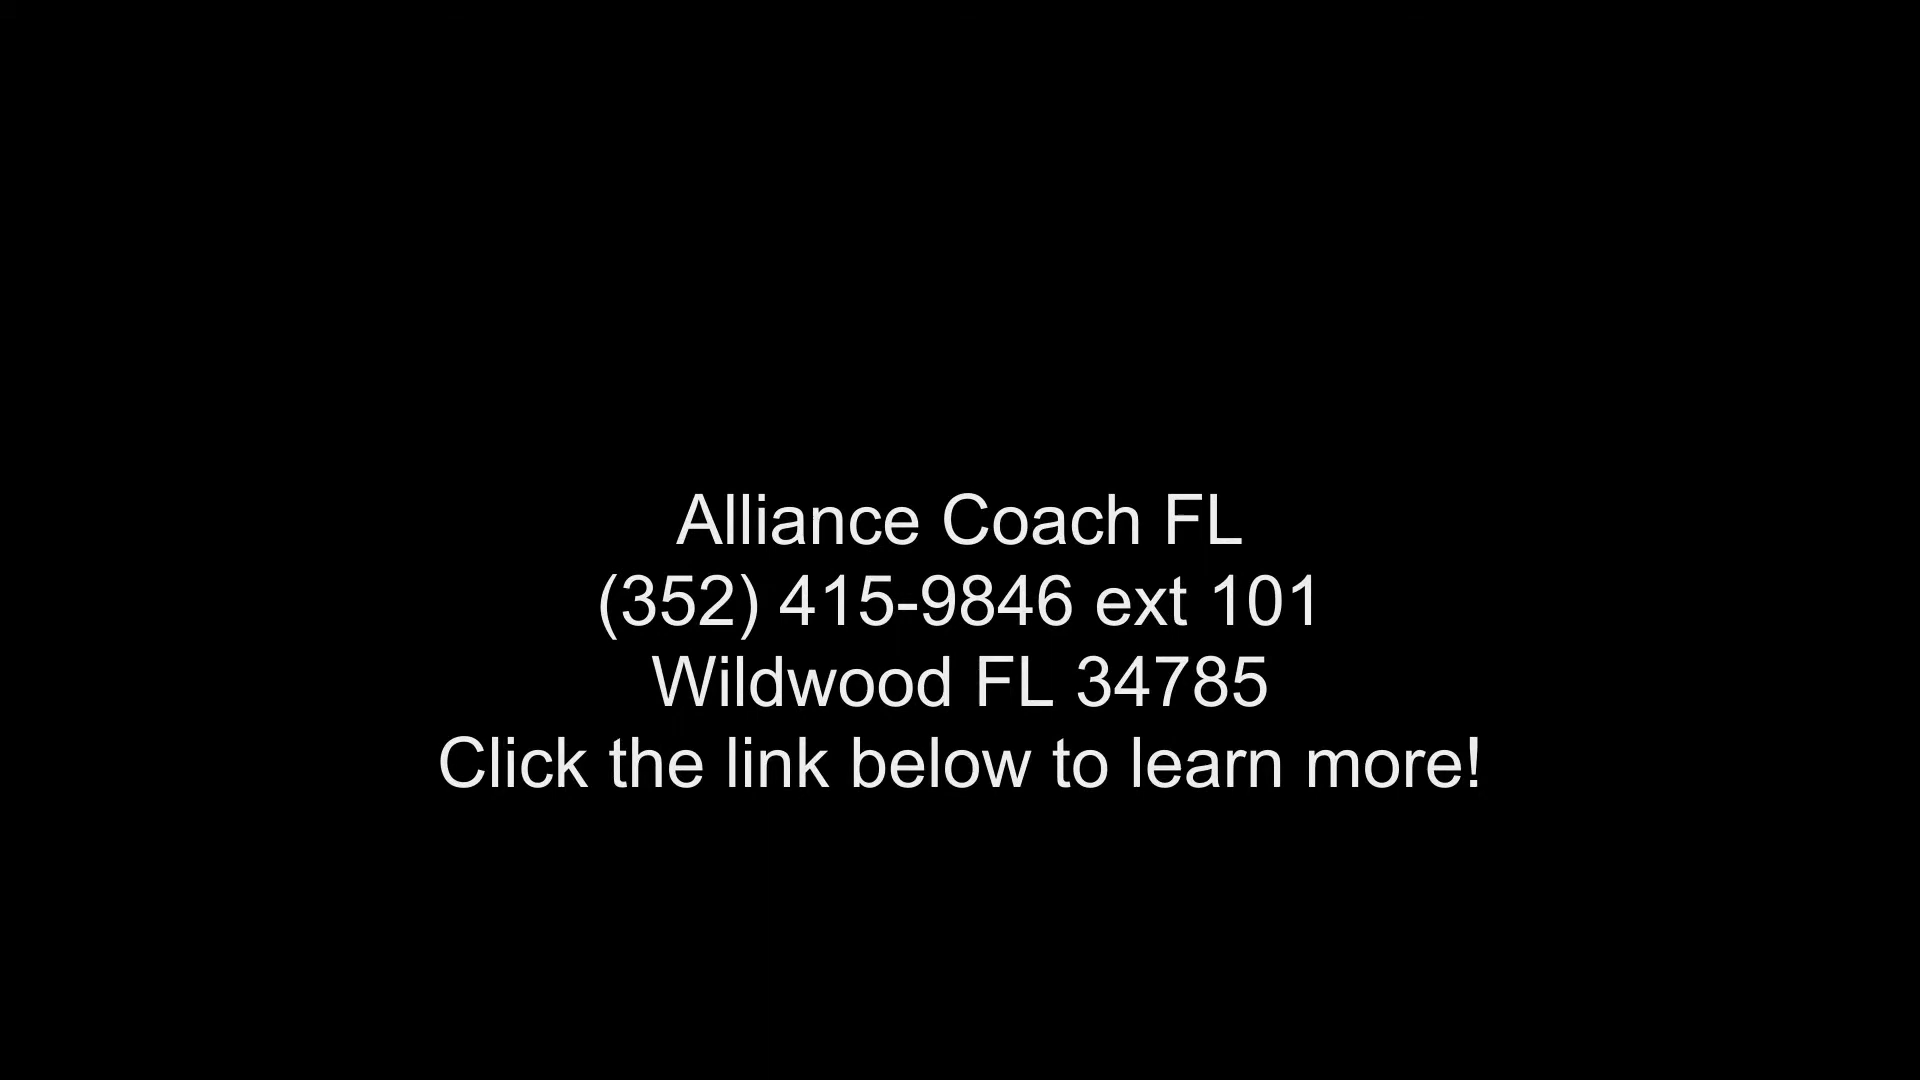 Alliance Coach FL
(352) 415-9846 ext 101
Wildwood FL 34785
Click the link below to learn more!